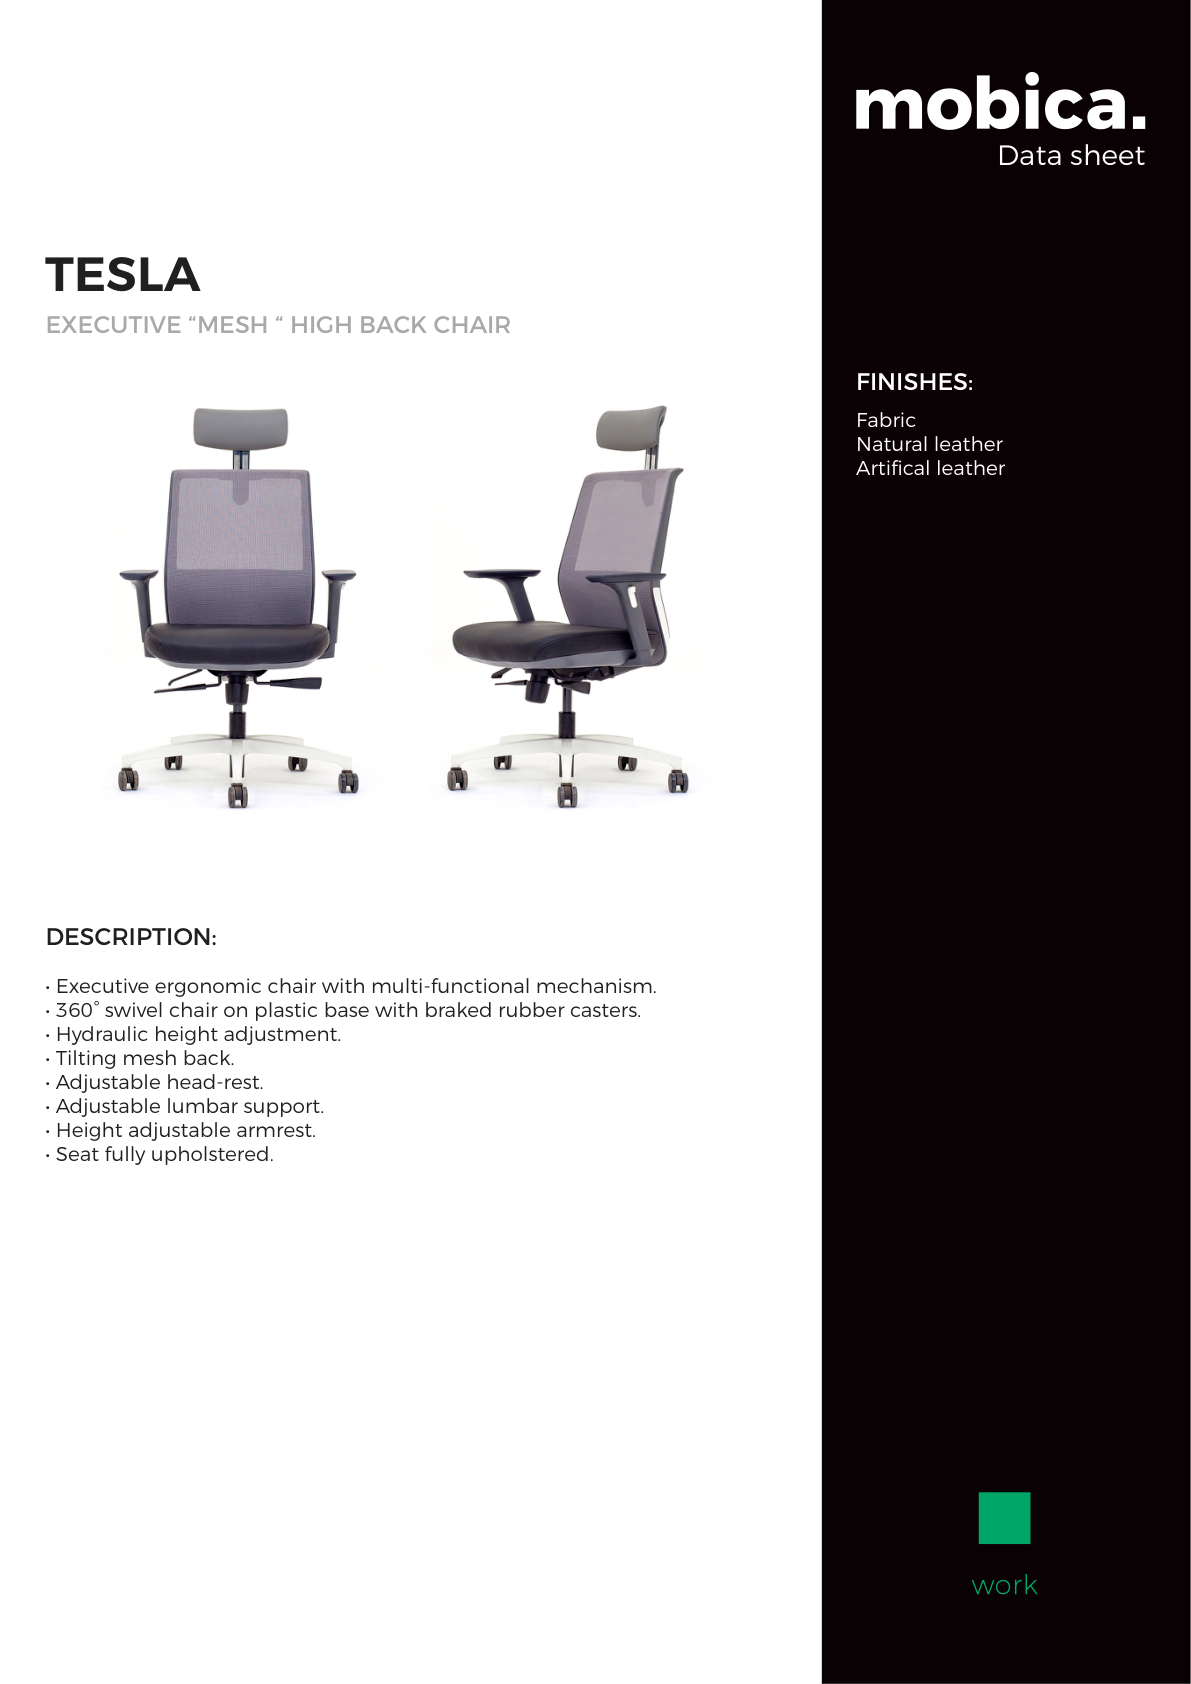 mobica.
Data sheet
TESLA
EXECUTIVE “MESH “ HIGH BACK CHAIR
FINISHES:
Fabric
Natural leather
Artifical leather
DESCRIPTION:
• Executive ergonomic chair with multi-functional mechanism.
• 360° swivel chair on plastic base with braked rubber casters.
• Hydraulic height adjustment.
• Tilting mesh back.
• Adjustable head-rest.
• Adjustable lumbar support.
• Height adjustable armrest.
• Seat fully upholstered.
work